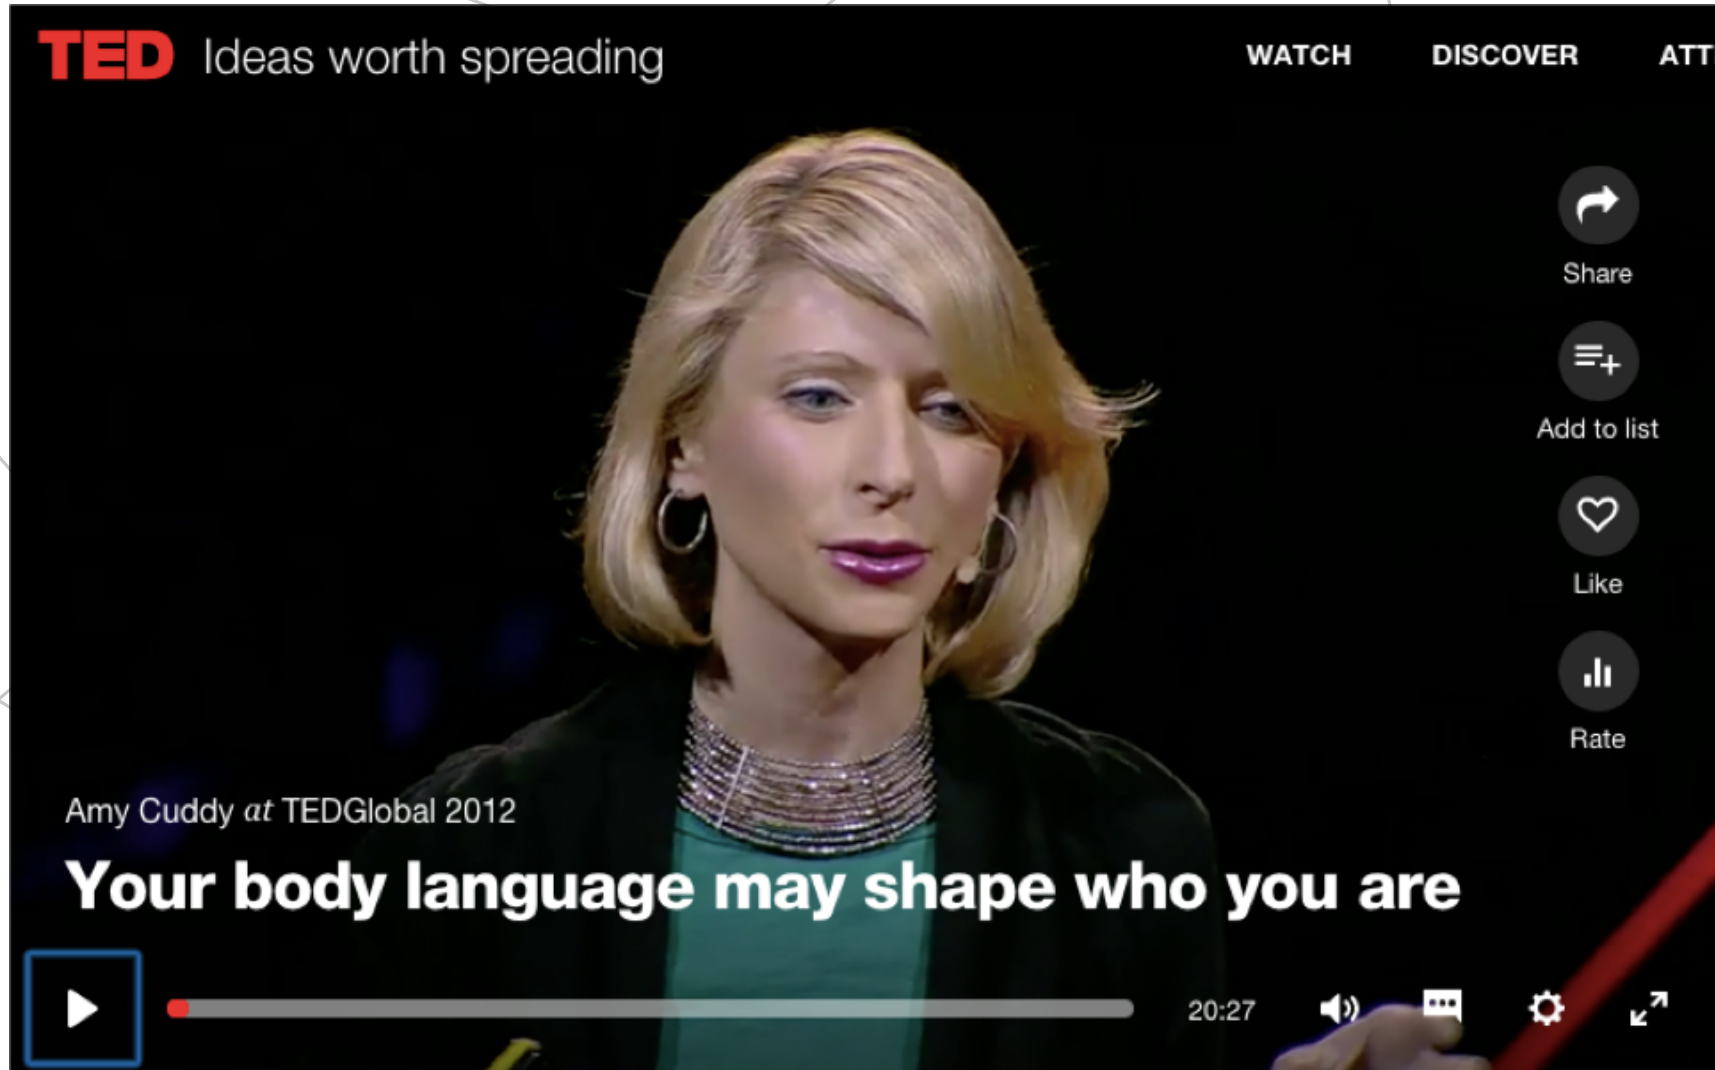 TED Ideas worth spreading WATCH DISCOVER ATT
Share
Add to list
Like
Rate
Amy Cuddy at TEDGlobal 2012
Your body language may shape who you are
20:27